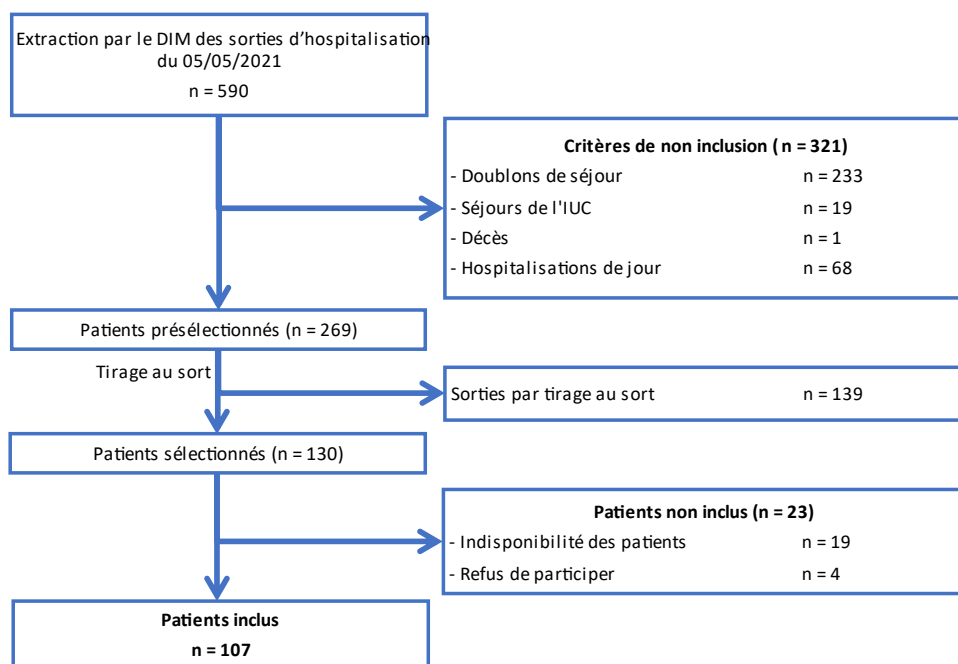 Extraction par le DIM des sorties d’hospitalisation
du 05/05/2021
n = 590
Critères de non inclusion ( n = 321)
- Doublons de séjour n = 233
- Séjours de l'IUC n = 19
- Décès n = 1
- Hospitalisations de jour n = 68
Patients présélectionnés (n = 269)
Tirage au sort
Sorties par tirage au sort n = 139
Patients sélectionnés (n = 130)
Patients non inclus (n = 23)
- Indisponibilité des patients n = 19
- Refus de participer n = 4
Patients inclus
n = 107